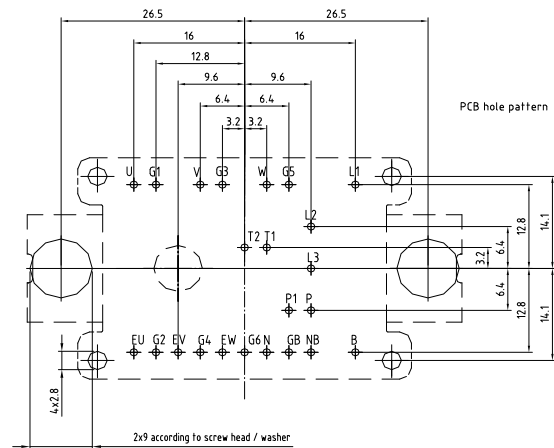 26.5 26.5
16 16
12.8
9.6 9.6
6.4 6.4
3.2 3.2
PCB hole pattern
U G1 V G3 W G5 L1
L2
T2 T1
L3
P1 P
EU G2 EV G4 EW G6 N GB NB B
3.2 6.4 12.8 14.1
6.4 12.8 14.1
4x2.8
2x9 according to screw head / washer